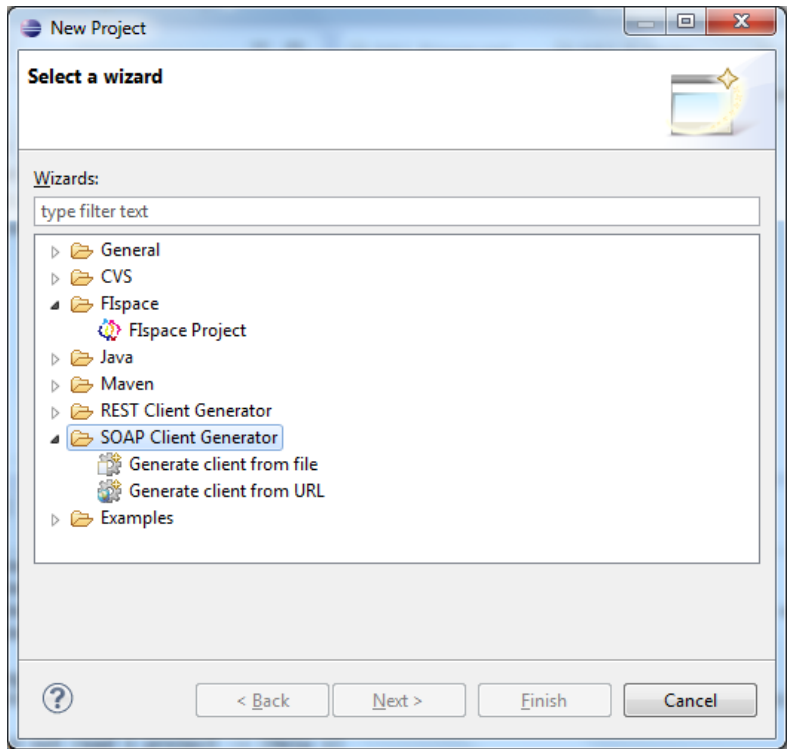 New Project
Select a wizard
Wizards:
type filter text
General
CVS
FIspace
FIspace Project
Java
Maven
REST Client Generator
SOAP Client Generator
Generate client from file
Generate client from URL
Examples
? < Back Next > Finish Cancel